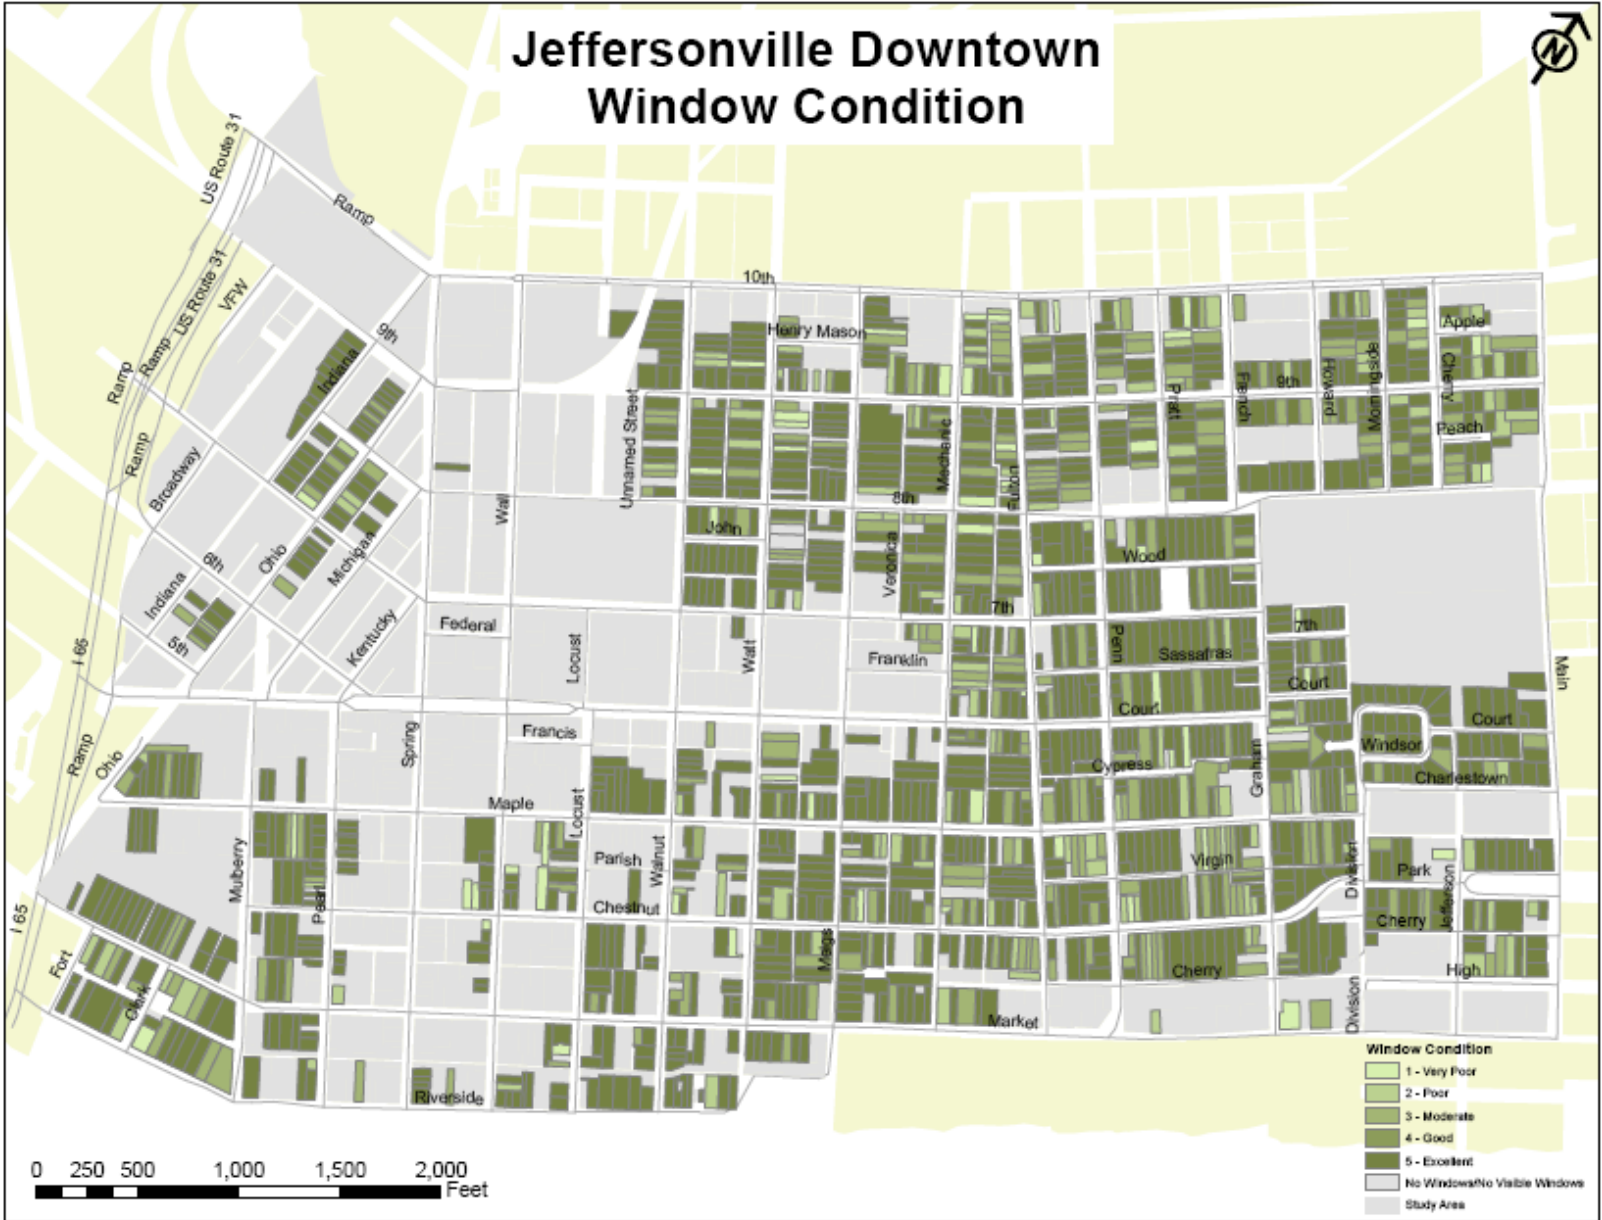 Jeffersonville Downtown
Window Condition
N
US Route 31
Ramp
US Route 31
VFW
10th
9th
Henry Mason
Apple
Ramp
Ramp
Indiana
Unnamed Street
Pratt
French
9th
Howard
Morningside
Cherry
Peach
Ramp
Broadway
Wall
Mechanic
8th
Fulton
John
Wood
6th
Ohio
Michigan
Veronica
Indiana
7th
5th
Kentucky
Federal
Locust
Watt
Franklin
Penn
Sassafras
7th
Court
Main
I 65
Court
Court
Ramp
Ohio
Spring
Francis
Cypress
Graham
Windsor
Charlestown
Maple
Locust
Mulberry
Pearl
Parish
Walnut
Chestnut
Virgin
Division
Park
Jefferson
Cherry
I 65
Fort
Clark
Meigs
Cherry
High
Market
Division
Riverside
Window Condition
1 - Very Poor
2 - Poor
3 - Moderate
4 - Good
5 - Excellent
No Windows/No Visible Windows
Study Area
0 250 500 1,000 1,500 2,000
Feet